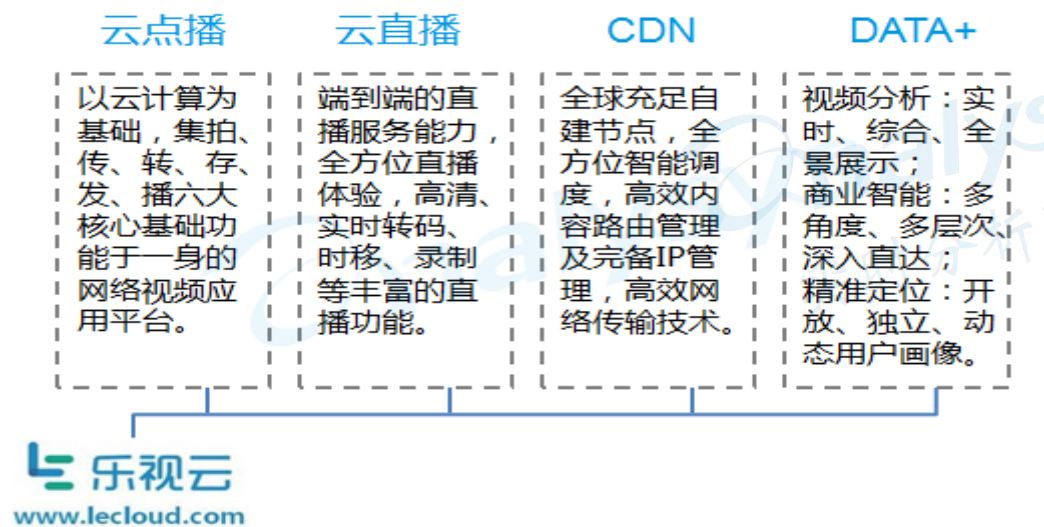 云点播
以云计算为
基础，集拍、
传、转、存、
发、播六大
核心基础功
能于一身的
网络视频应
用平台。
云直播
端到端的直
播服务能力，
全方位直播
体验，高清、
实时转码、
时移、录制
等丰富的直
播功能。
CDN
全球充足自
建节点，全
方位智能调
度，高效内
容路由管理
及完备IP管
理，高效网
络传输技术。
DATA+
视频分析：实
时、综合、全
景展示；
商业智能：多
角度、多层次、
深入直达；
精准定位：开
放、独立、动
态用户画像。
乐视云
www.lecloud.com